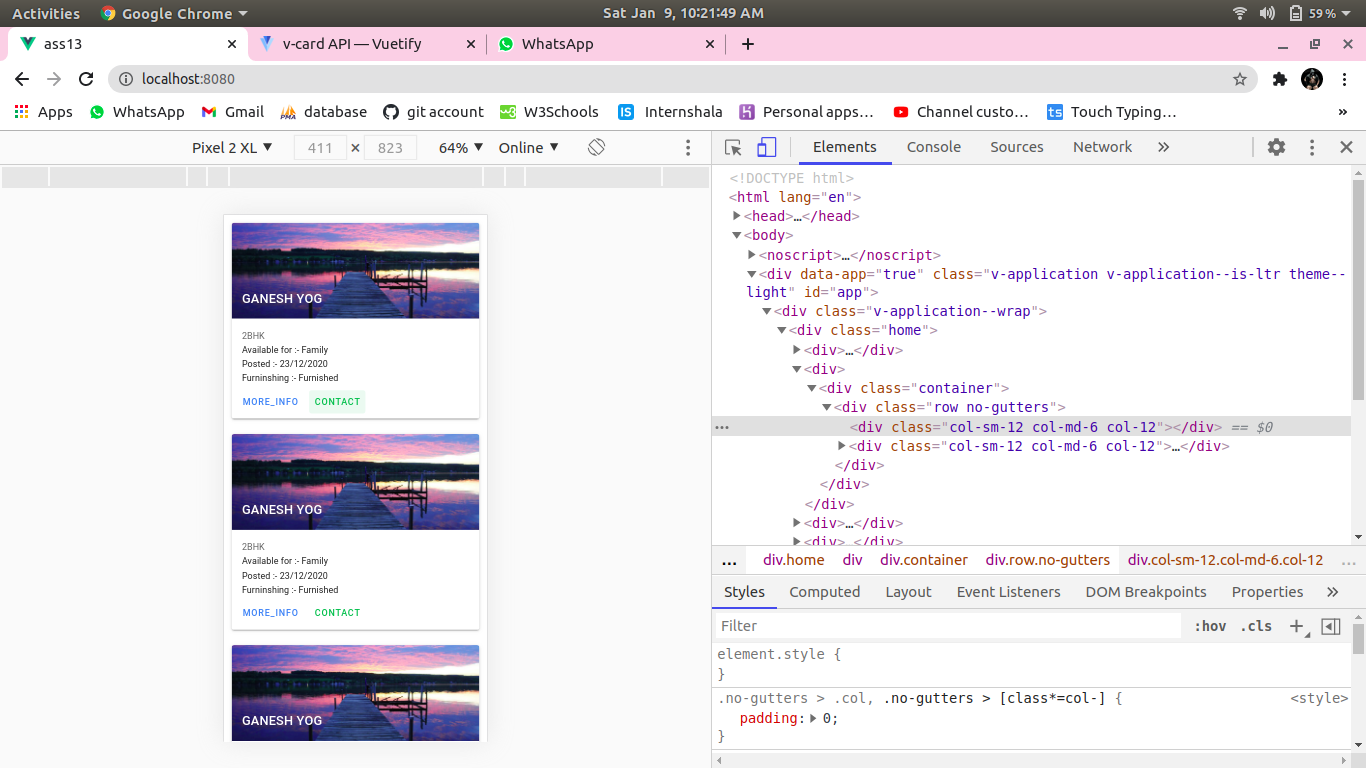 Activities Google Chrome Sat Jan 9, 10:21:49 AM 59 %
ass13 v-card API — Vuetify WhatsApp
localhost:8080
Apps WhatsApp Gmail database git account W3Schools Internshala Personal apps… Channel custo… Touch Typing… »
Pixel 2 XL 411 × 823 64% Online
Elements Console Sources Network »
GANESH YOG
2BHK
Available for :- Family
Posted :- 23/12/2020
Furninshing :- Furnished
MORE_INFO CONTACT
GANESH YOG
2BHK
Available for :- Family
Posted :- 23/12/2020
Furninshing :- Furnished
MORE_INFO CONTACT
GANESH YOG
<!DOCTYPE html>
<html lang="en">
<head>…</head>
<body>
<noscript>…</noscript>
<div data-app="true" class="v-application v-application--is-ltr theme--
light" id="app">
<div class="v-application--wrap">
<div class="home">
<div>…</div>
<div>
<div class="container">
<div class="row no-gutters">
<div class="col-sm-12 col-md-6 col-12"></div> == $0
<div class="col-sm-12 col-md-6 col-12">…</div>
</div>
</div>
</div>
<div>…</div>
<div>…</div>
… div.home div div.container div.row.no-gutters div.col-sm-12.col-md-6.col-12 …
Styles Computed Layout Event Listeners DOM Breakpoints Properties »
Filter :hov .cls +
element.style {
}
.no-gutters > .col, .no-gutters > [class*=col-] { <style>
padding: 0;
}